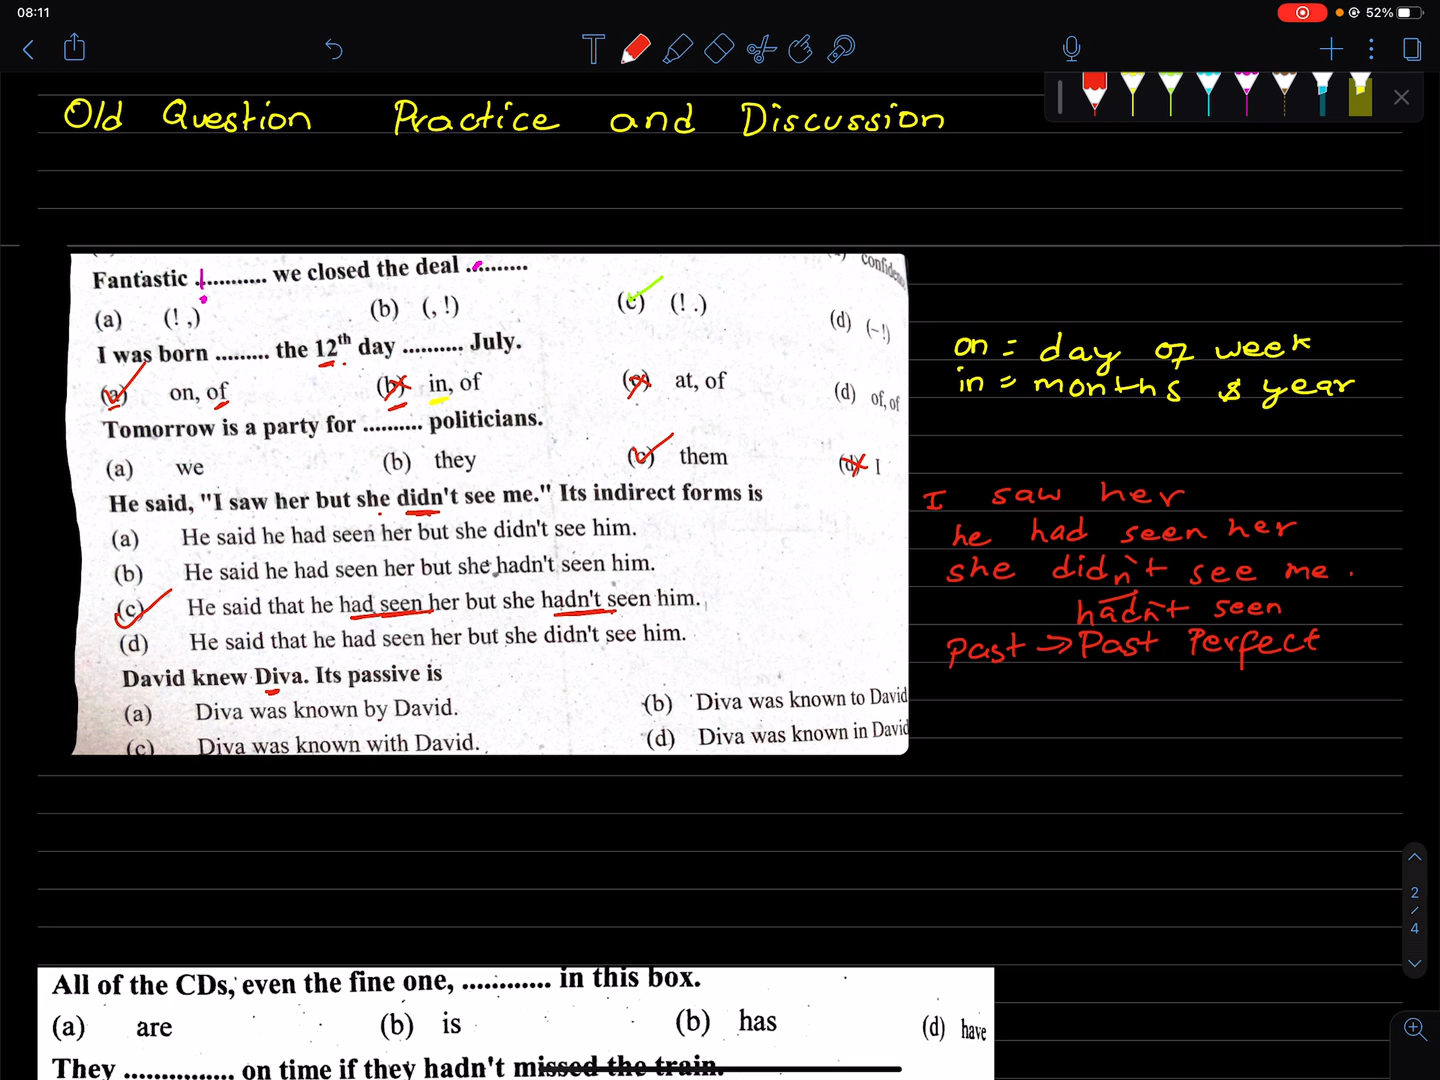 08:11
52%
Old Question Practice and Discussion
Fantastic .......... we closed the deal ..........
(a) (! ,) (b) (, !) (c) (! .) (d) (–!)
I was born ......... the 12th day .......... July.
(a) on, of (b) in, of (c) at, of (d) of, of
Tomorrow is a party for .......... politicians.
(a) we (b) they (c) them (d) I
He said, "I saw her but she didn't see me." Its indirect forms is
(a) He said he had seen her but she didn't see him.
(b) He said he had seen her but she hadn't seen him.
(c) He said that he had seen her but she hadn't seen him.
(d) He said that he had seen her but she didn't see him.
David knew Diva. Its passive is
(a) Diva was known by David. (b) Diva was known to David
(c) Diva was known with David. (d) Diva was known in David
on = day of week
in = months & year
I saw her
he had seen her
she didn't see me.
hadn't seen
Past → Past Perfect
All of the CDs, even the fine one, ............ in this box.
(a) are (b) is (b) has (d) have
They ............... on time if they hadn't missed the train.
2
/
4